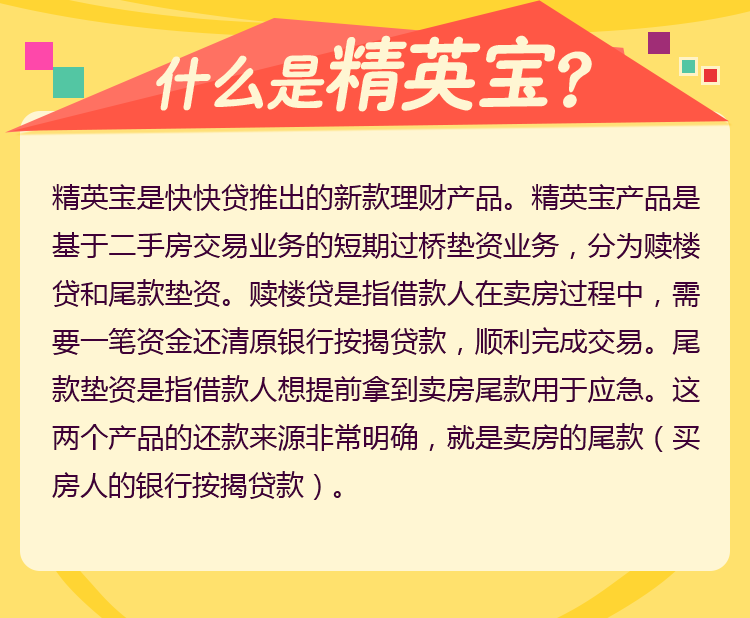 什么是精英宝?
精英宝是快快贷推出的新款理财产品。精英宝产品是
基于二手房交易业务的短期过桥垫资业务，分为赎楼
贷和尾款垫资。赎楼贷是指借款人在卖房过程中，需
要一笔资金还清原银行按揭贷款，顺利完成交易。尾
款垫资是指借款人想提前拿到卖房尾款用于应急。这
两个产品的还款来源非常明确，就是卖房的尾款（买
房人的银行按揭贷款）。